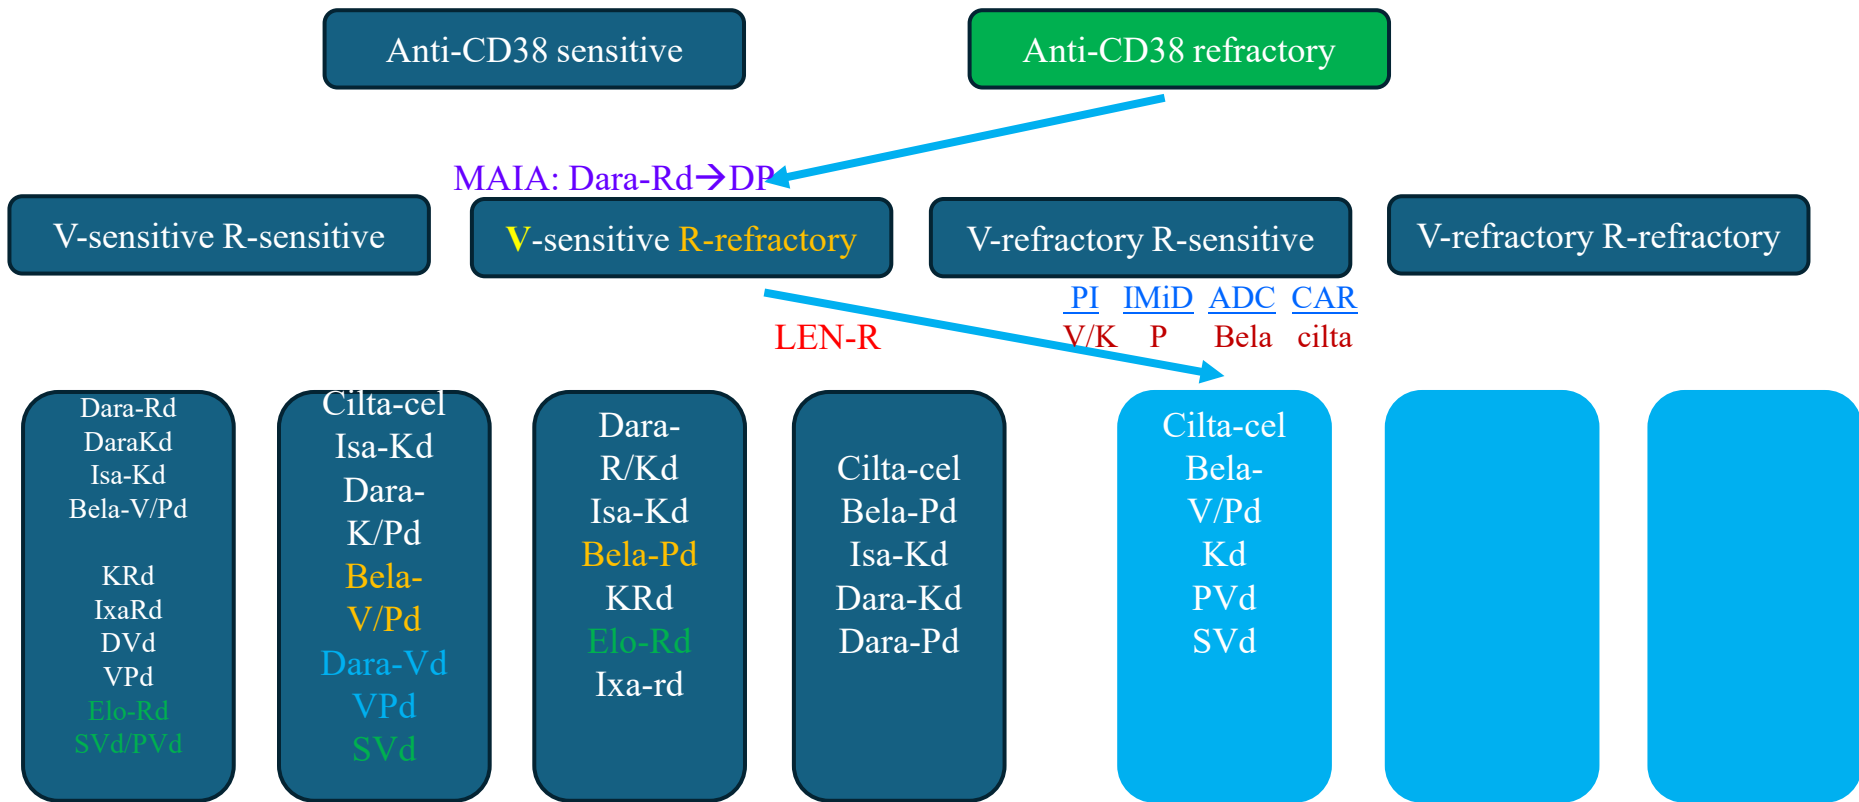 Anti-CD38 sensitive
Anti-CD38 refractory
MAIA: Dara-Rd→DP
V-sensitive R-sensitive
V-sensitive R-refractory
V-refractory R-sensitive
V-refractory R-refractory
PI IMiD ADC CAR
V/K P Bela cilta
LEN-R
Dara-Rd
DaraKd
Isa-Kd
Bela-V/Pd
KRd
IxaRd
DVd
VPd
Elo-Rd
SVd/PVd
Cilta-cel
Isa-Kd
Dara-
K/Pd
Bela-
V/Pd
Dara-Vd
VPd
SVd
Dara-
R/Kd
Isa-Kd
Bela-Pd
KRd
Elo-Rd
Ixa-rd
Cilta-cel
Bela-Pd
Isa-Kd
Dara-Kd
Dara-Pd
Cilta-cel
Bela-
V/Pd
Kd
PVd
SVd